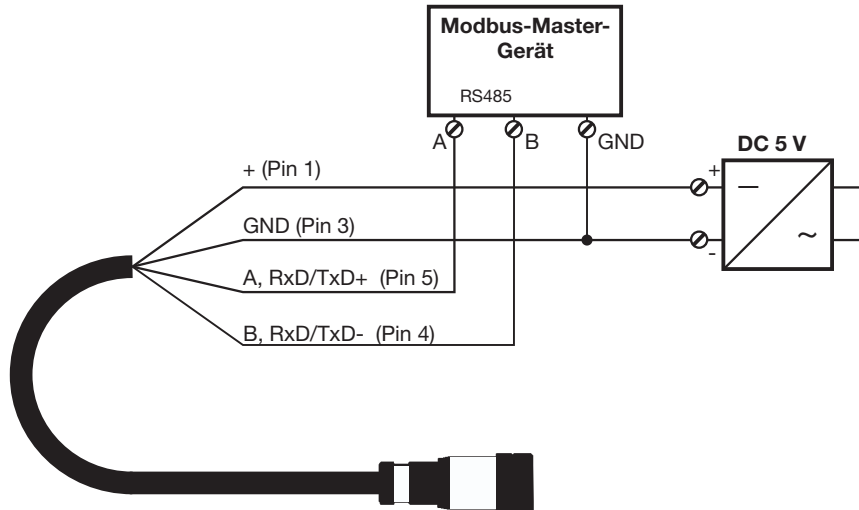 Modbus-Master-
Gerät
RS485
A
B
GND
DC 5 V
+ (Pin 1)
+
—
GND (Pin 3)
-
~
A, RxD/TxD+ (Pin 5)
B, RxD/TxD- (Pin 4)